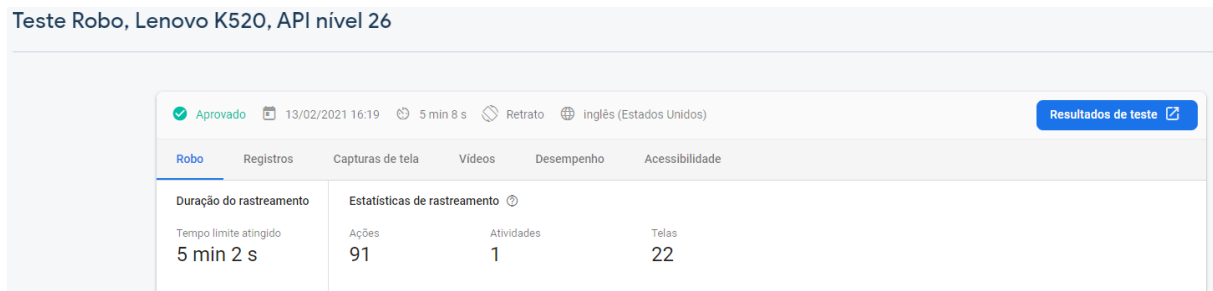 Teste Robo, Lenovo K520, API nível 26
Aprovado 13/02/2021 16:19 5 min 8 s Retrato inglês (Estados Unidos) Resultados de teste
Robo Registros Capturas de tela Vídeos Desempenho Acessibilidade
Duração do rastreamento Estatísticas de rastreamento
Tempo limite atingido Ações Atividades Telas
5 min 2 s 91 1 22